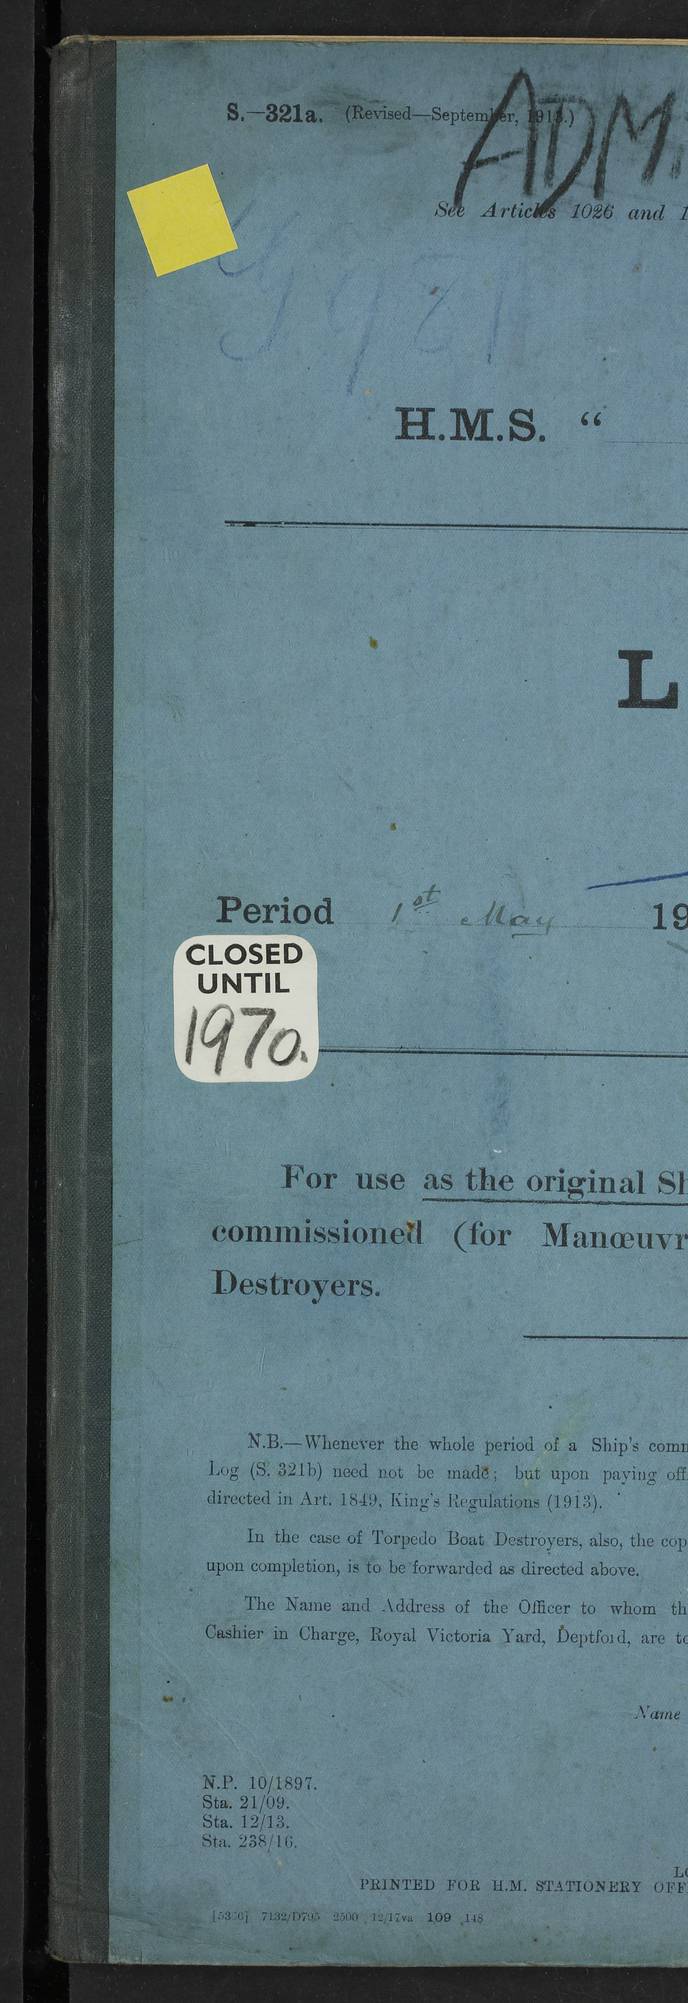 ADM
S.—321a. (Revised—September, 191 .)
See Articles 1026 and 1
H.M.S. "
L
Period 1st May 19
CLOSED
UNTIL
1970.
For use as the original Sh
commissioned (for Manœuvr
Destroyers.
N.B.—Whenever the whole period of a Ship's comm
Log (S. 321b) need not be made; but upon paying off
directed in Art. 1849, King's Regulations (1913).
In the case of Torpedo Boat Destroyers, also, the cop
upon completion, is to be forwarded as directed above.
The Name and Address of the Officer to whom th
Cashier in Charge, Royal Victoria Yard, Deptford, are to
Name
N.P. 10/1897.
Sta. 21/09.
Sta. 12/13.
Sta. 238/16.
LO
PRINTED FOR H.M. STATIONERY OFF
7132/D795 2500 12/17va 109 148